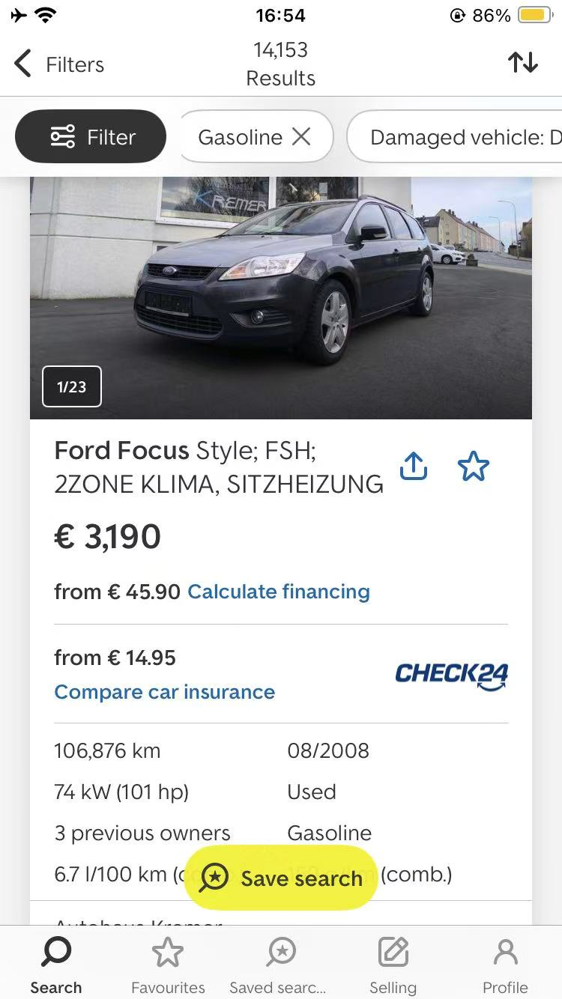 16:54
86%
Filters
14,153
Results
Filter
Gasoline
Damaged vehicle: D
KREMER
1/23
Ford Focus Style; FSH;
2ZONE KLIMA, SITZHEIZUNG
€ 3,190
from € 45.90 Calculate financing
from € 14.95
CHECK24
Compare car insurance
106,876 km
08/2008
74 kW (101 hp)
Used
3 previous owners
Gasoline
6.7 l/100 km
Save search
(comb.)
Search
Favourites
Saved searc...
Selling
Profile